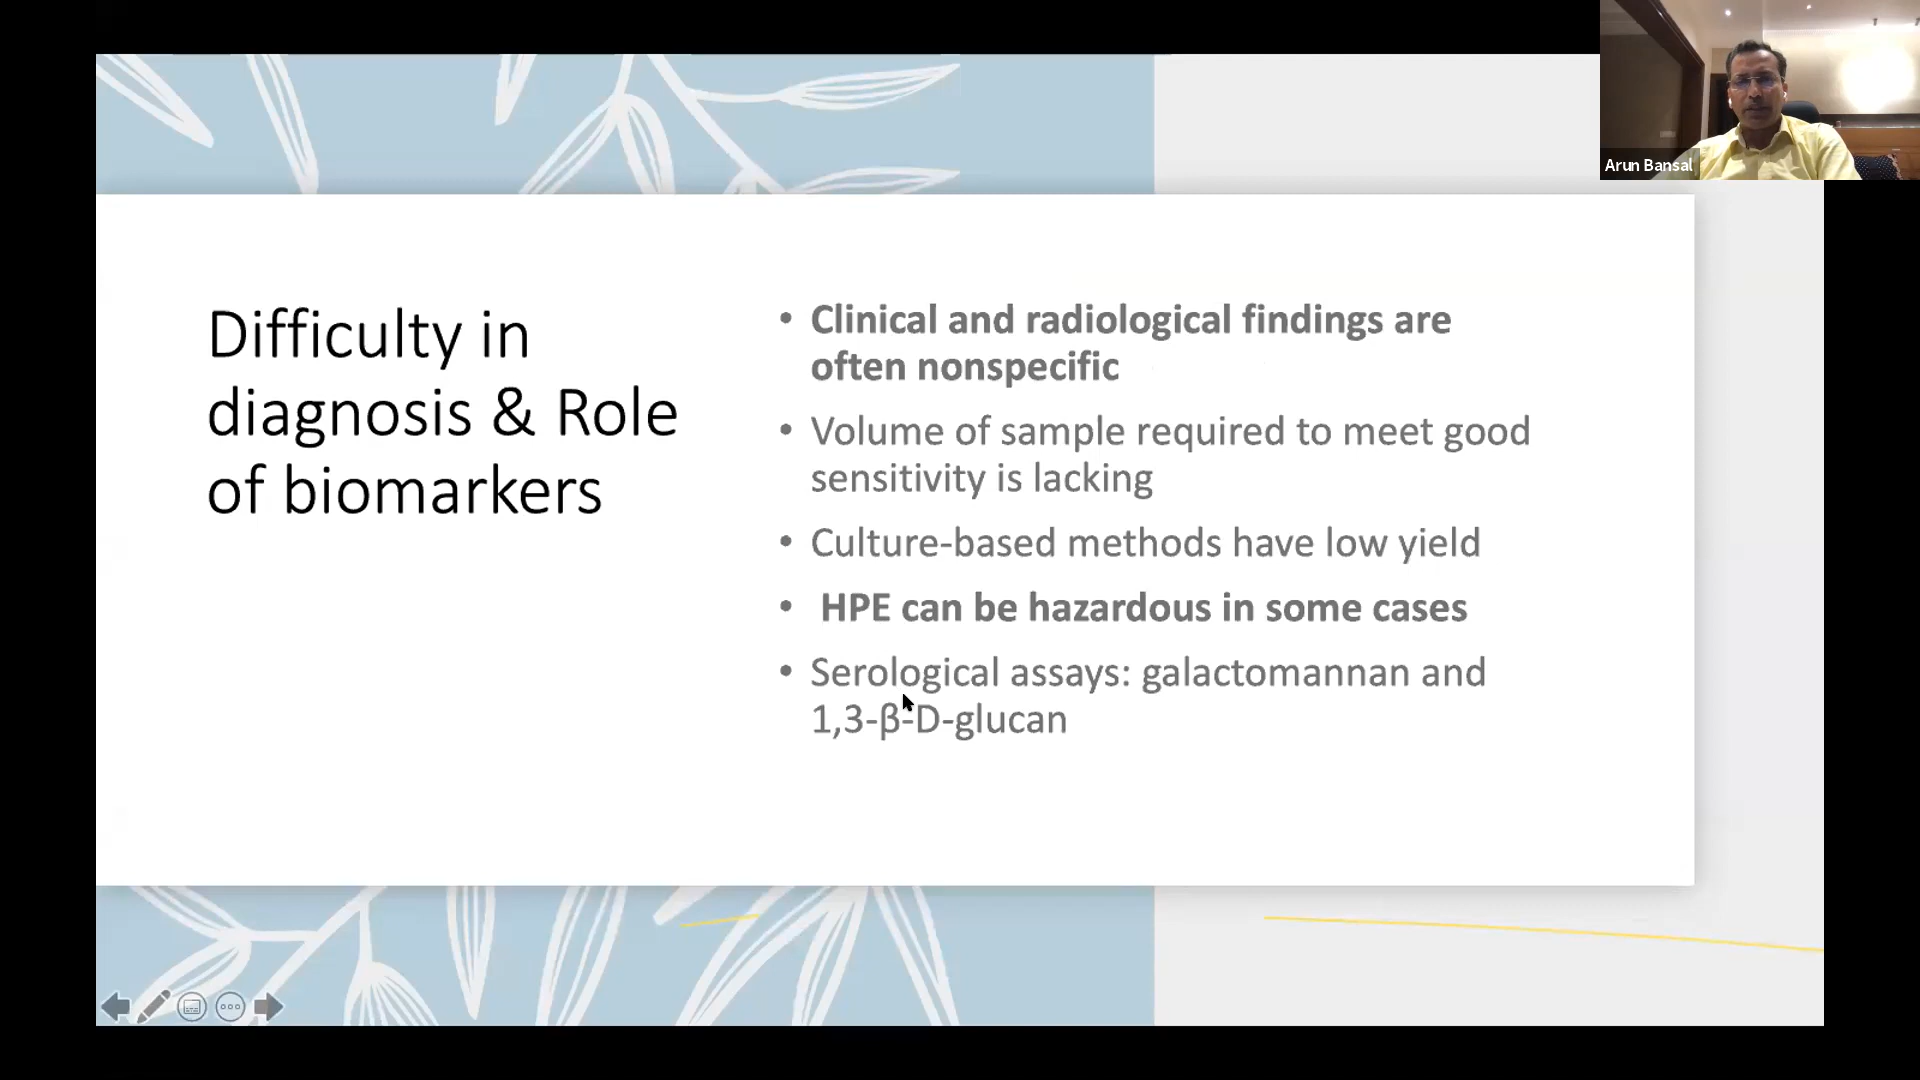 Arun Bansal
Difficulty in
diagnosis & Role
of biomarkers
• Clinical and radiological findings are
often nonspecific
• Volume of sample required to meet good
sensitivity is lacking
• Culture-based methods have low yield
• HPE can be hazardous in some cases
• Serological assays: galactomannan and
1,3-β-D-glucan